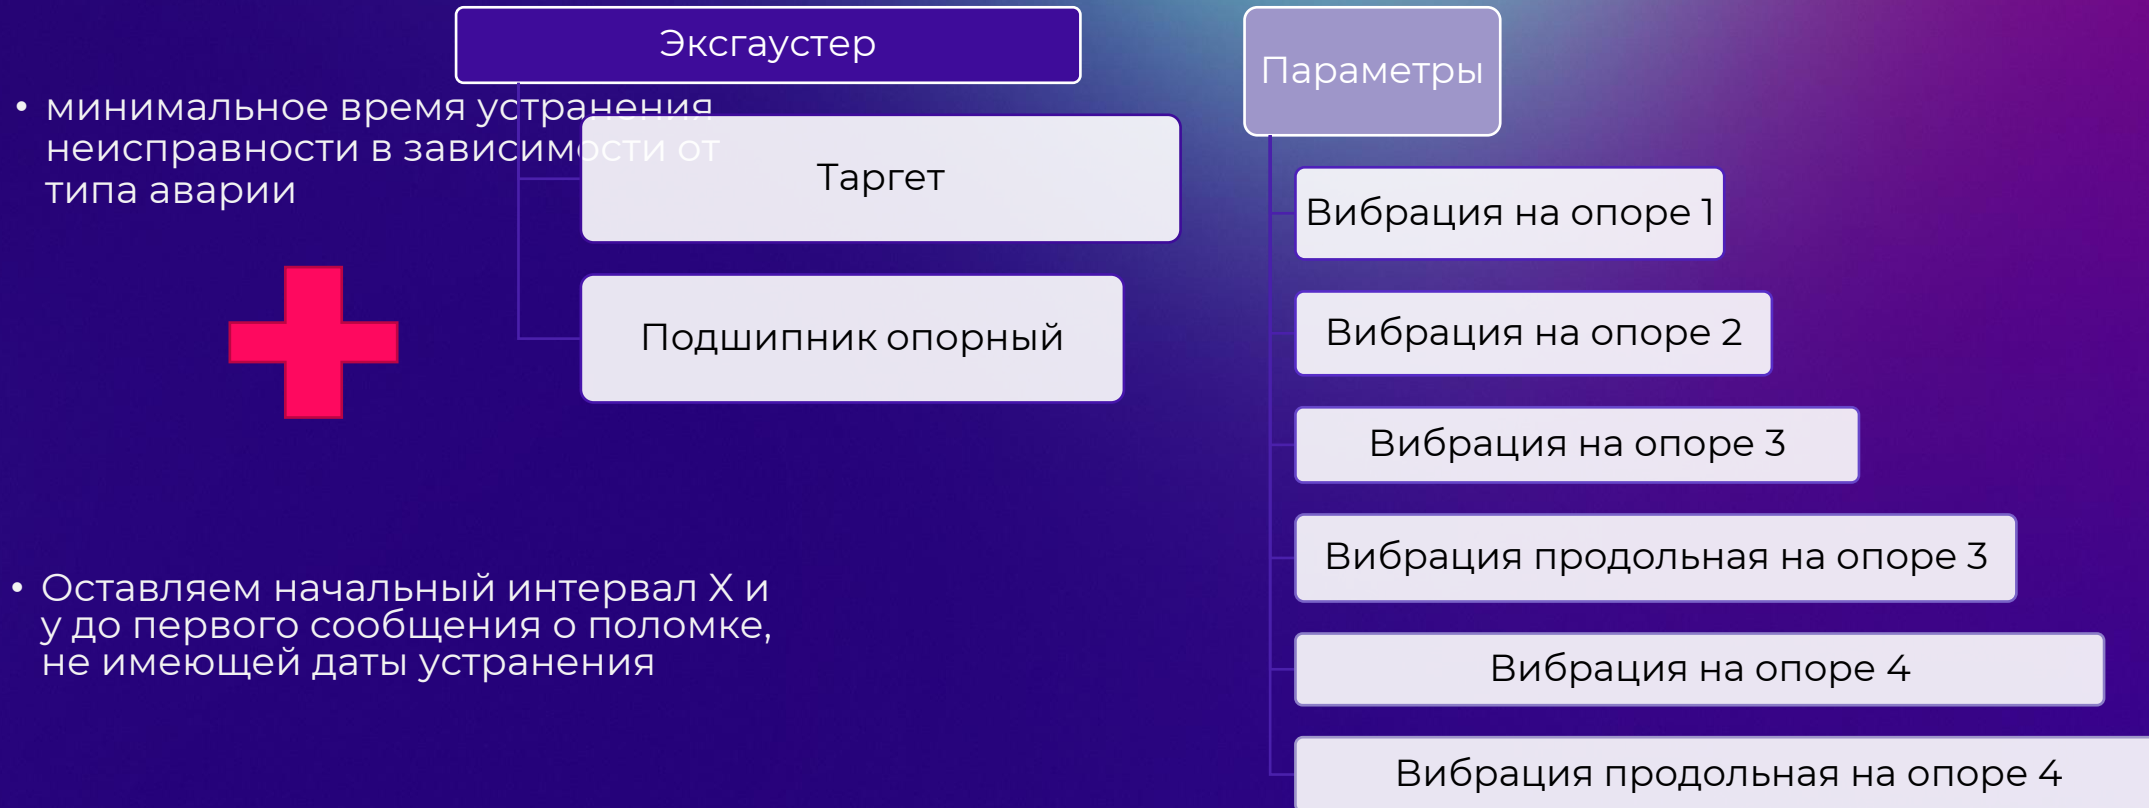 Эксгаустер
• минимальное время устранения
неисправности в зависимости от
типа аварии
Таргет
Подшипник опорный
• Оставляем начальный интервал X и
у до первого сообщения о поломке,
не имеющей даты устранения
Параметры
Вибрация на опоре 1
Вибрация на опоре 2
Вибрация на опоре 3
Вибрация продольная на опоре 3
Вибрация на опоре 4
Вибрация продольная на опоре 4